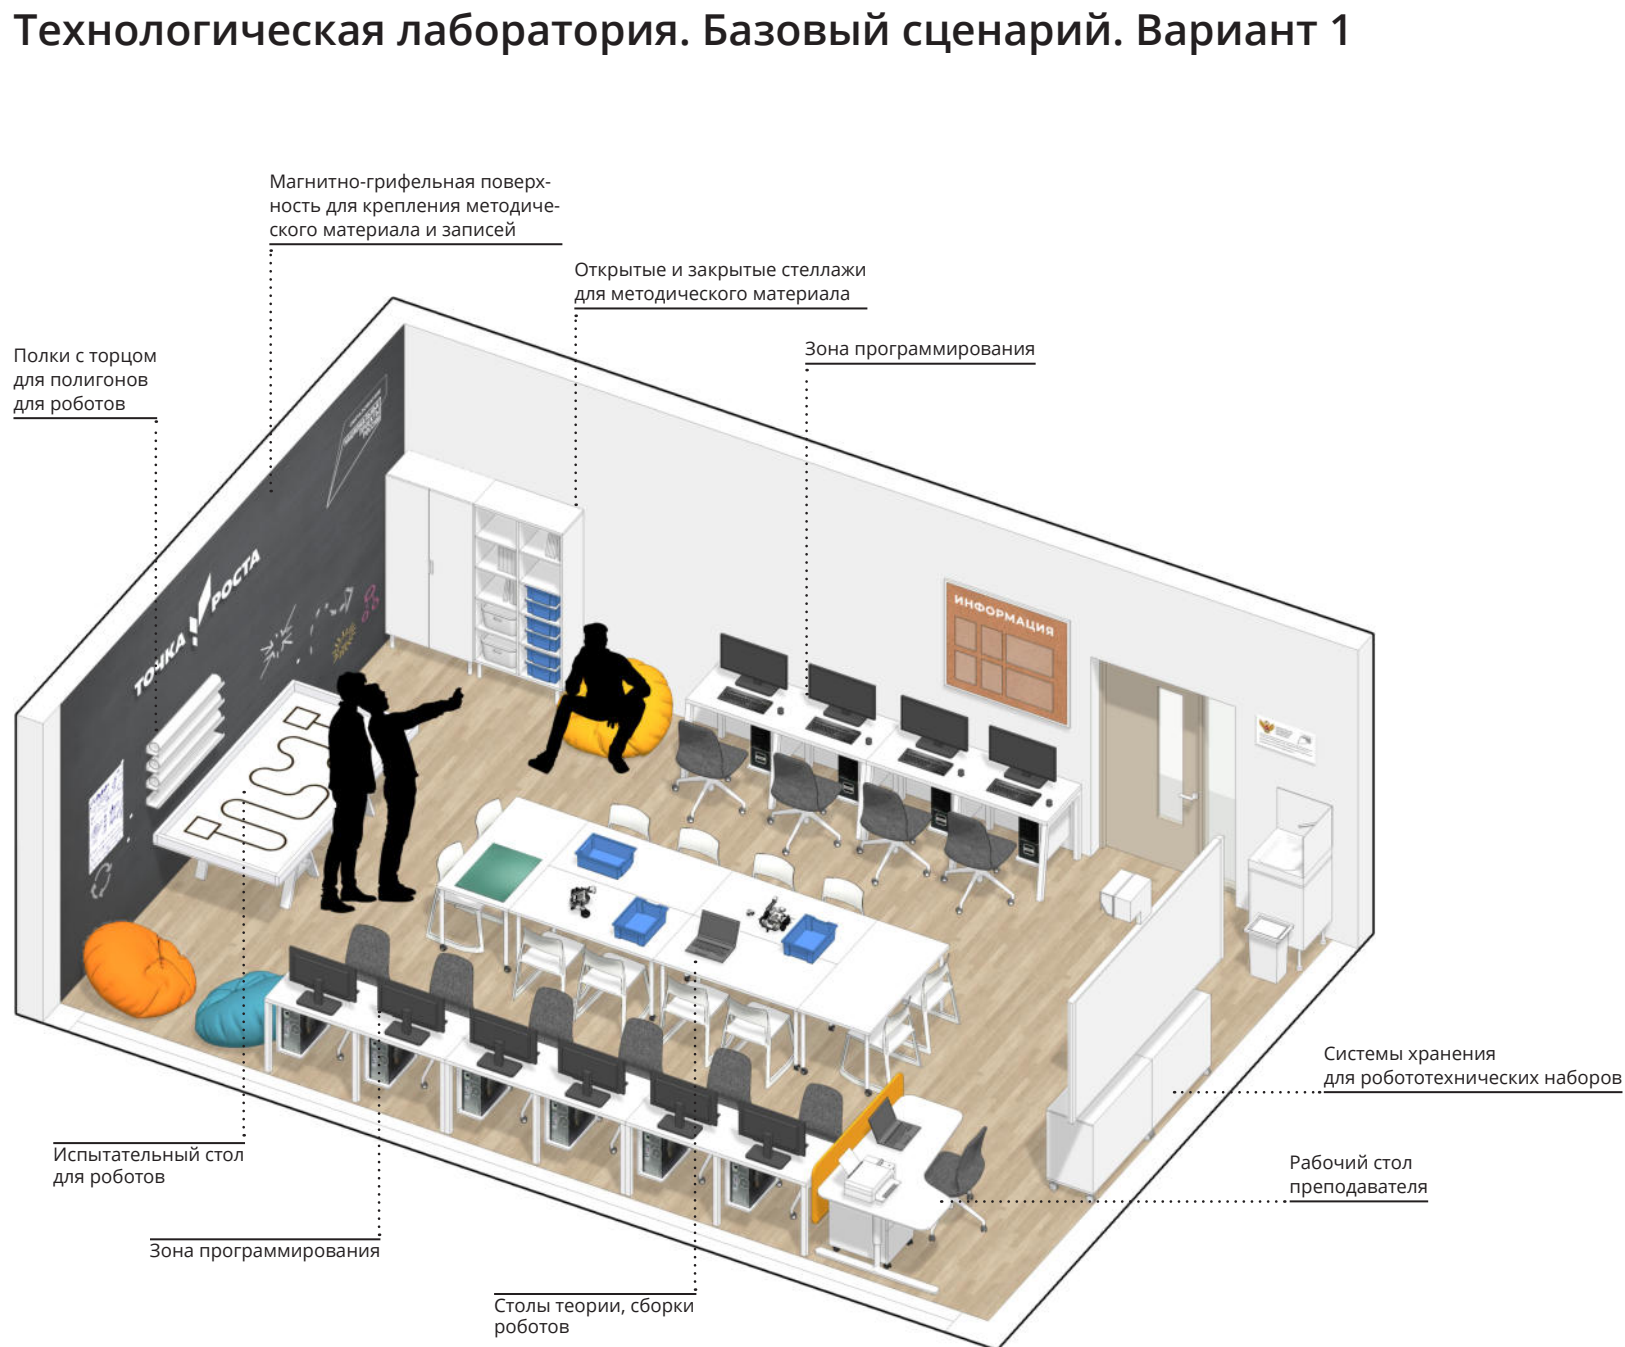 Технологическая лаборатория. Базовый сценарий. Вариант 1
Магнитно-грифельная поверх-
ность для крепления методиче-
ского материала и записей
Открытые и закрытые стеллажи
для методического материала
Зона программирования
Полки с торцом
для полигонов
для роботов
ТОЧКА РОСТА
ИНФОРМАЦИЯ
Системы хранения
для робототехнических наборов
Испытательный стол
для роботов
Рабочий стол
преподавателя
Зона программирования
Столы теории, сборки
роботов